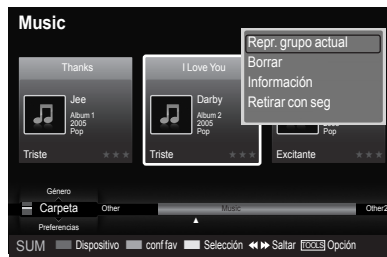 Music
Repr. grupo actual
Borrar
Información
Retirar con seg
Thanks
Jee
Album 1
2005
Pop
Triste
I Love You
Darby
Album 2
2005
Pop
Triste
Pop
Excitante
Género
Carpeta
Preferencias
Other
Music
Other2
SUM Dispositivo conf fav Selección Saltar TOOLS Opción